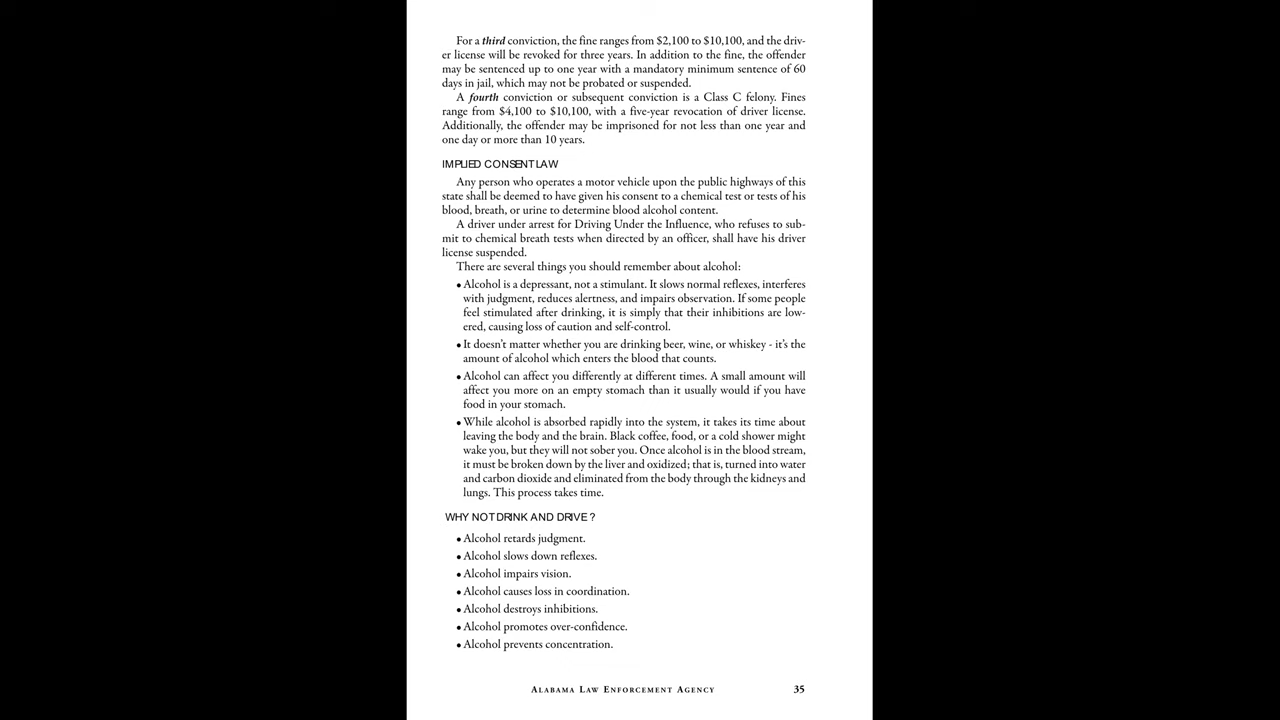 For a third conviction, the fine ranges from $2,100 to $10,100, and the driv-
er license will be revoked for three years. In addition to the fine, the offender
may be sentenced up to one year with a mandatory minimum sentence of 60
days in jail, which may not be probated or suspended.
A fourth conviction or subsequent conviction is a Class C felony. Fines
range from $4,100 to $10,100, with a five-year revocation of driver license.
Additionally, the offender may be imprisoned for not less than one year and
one day or more than 10 years.
IMPLIED CONSENT LAW
Any person who operates a motor vehicle upon the public highways of this
state shall be deemed to have given his consent to a chemical test or tests of his
blood, breath, or urine to determine blood alcohol content.
A driver under arrest for Driving Under the Influence, who refuses to sub-
mit to chemical breath tests when directed by an officer, shall have his driver
license suspended.
There are several things you should remember about alcohol:
• Alcohol is a depressant, not a stimulant. It slows normal reflexes, interferes
with judgment, reduces alertness, and impairs observation. If some people
feel stimulated after drinking, it is simply that their inhibitions are low-
ered, causing loss of caution and self-control.
• It doesn't matter whether you are drinking beer, wine, or whiskey - it's the
amount of alcohol which enters the blood that counts.
• Alcohol can affect you differently at different times. A small amount will
affect you more on an empty stomach than it usually would if you have
food in your stomach.
• While alcohol is absorbed rapidly into the system, it takes its time about
leaving the body and the brain. Black coffee, food, or a cold shower might
wake you, but they will not sober you. Once alcohol is in the blood stream,
it must be broken down by the liver and oxidized; that is, turned into water
and carbon dioxide and eliminated from the body through the kidneys and
lungs. This process takes time.
WHY NOT DRINK AND DRIVE ?
• Alcohol retards judgment.
• Alcohol slows down reflexes.
• Alcohol impairs vision.
• Alcohol causes loss in coordination.
• Alcohol destroys inhibitions.
• Alcohol promotes over-confidence.
• Alcohol prevents concentration.
Alabama Law Enforcement Agency 35